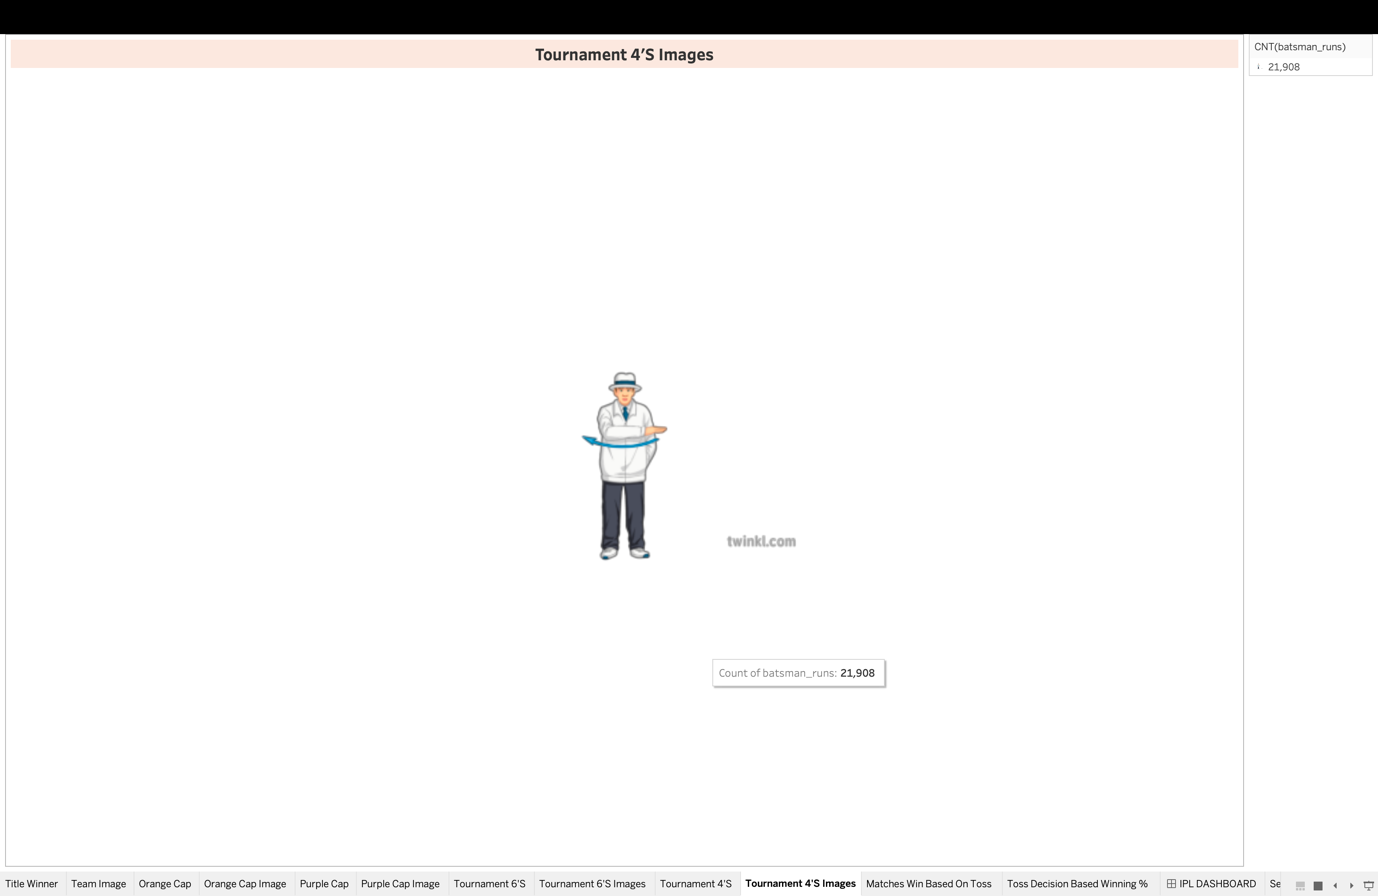 Tournament 4'S Images
CNT(batsman_runs)
21,908
twinkl.com
Count of batsman_runs: 21,908
Title Winner
Team Image
Orange Cap
Orange Cap Image
Purple Cap
Purple Cap Image
Tournament 6'S
Tournament 6'S Images
Tournament 4'S
Tournament 4'S Images
Matches Win Based On Toss
Toss Decision Based Winning %
IPL DASHBOARD
Se